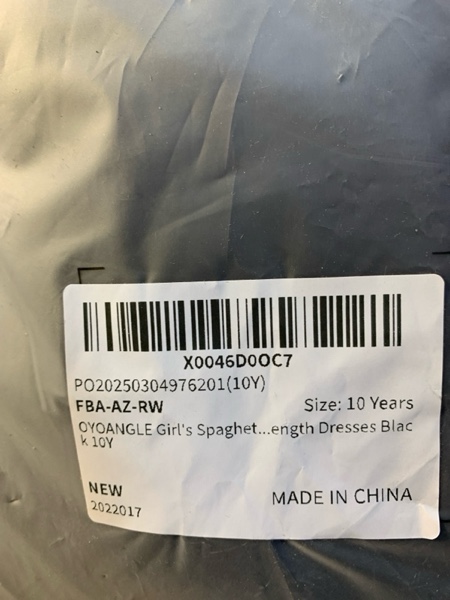 X0046D0OC7
PO20250304976201(10Y)
FBA-AZ-RW
Size: 10 Years
OYOANGLE Girl's Spaghet...ength Dresses Blac
k 10Y
NEW
2022017
MADE IN CHINA